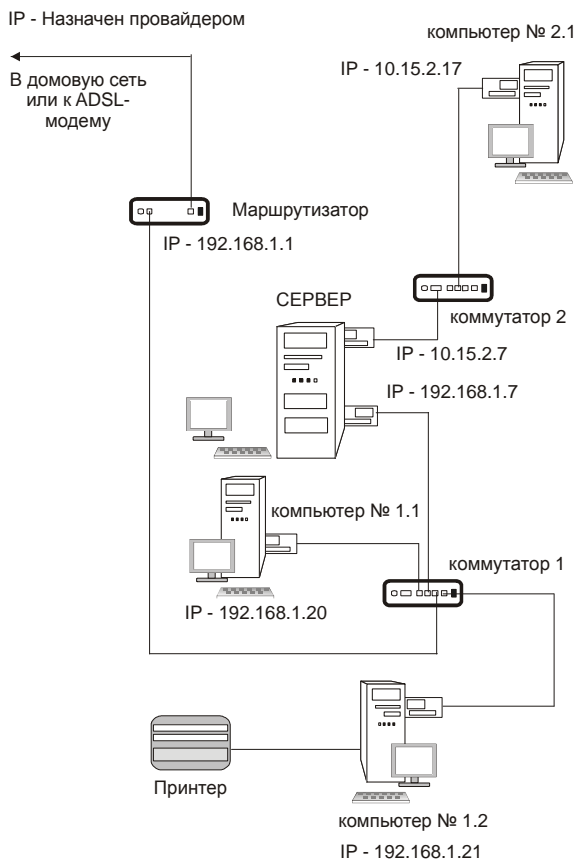 IP - Назначен провайдером
В домовую сеть
или к ADSL-
модему
компьютер № 2.1
IP - 10.15.2.17
Маршрутизатор
IP - 192.168.1.1
СЕРВЕР
коммутатор 2
IP - 10.15.2.7
IP - 192.168.1.7
компьютер № 1.1
IP - 192.168.1.20
коммутатор 1
Принтер
компьютер № 1.2
IP - 192.168.1.21